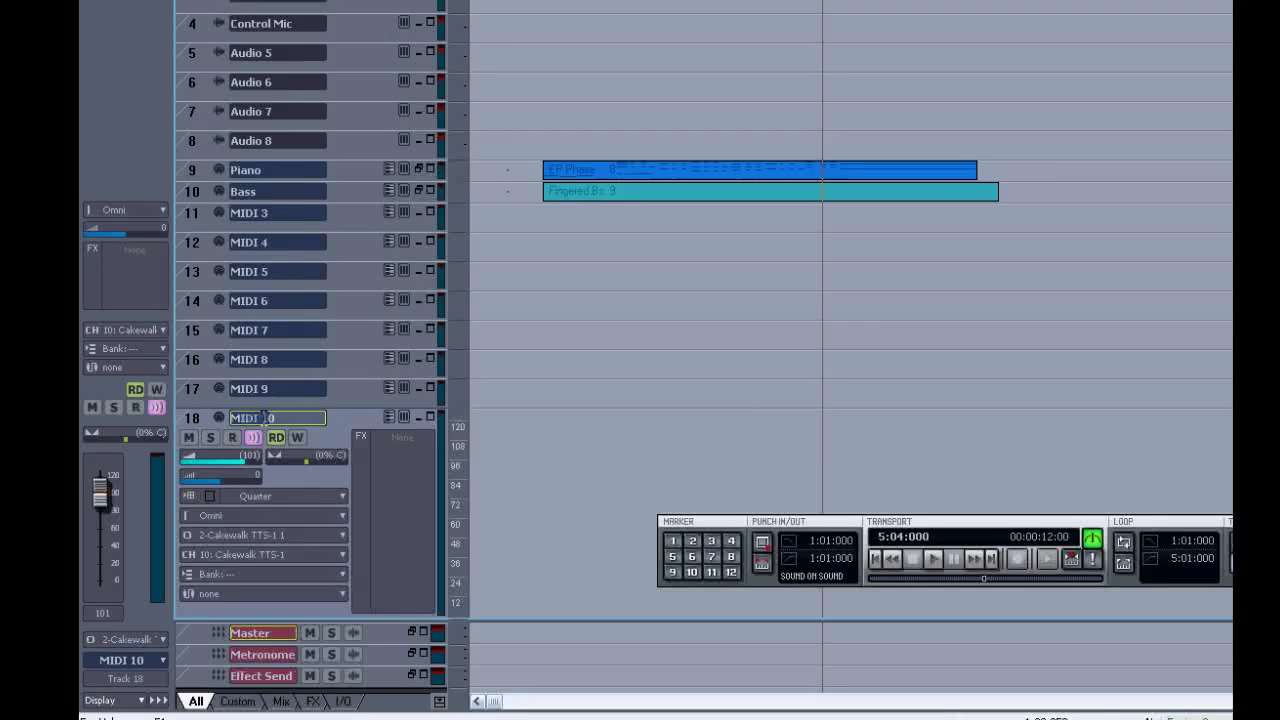 4 Control Mic
5 Audio 5
6 Audio 6
7 Audio 7
8 Audio 8
9 Piano EP Phase 8
10 Bass Fingered Bs. 9
11 MIDI 3
12 MIDI 4
13 MIDI 5
14 MIDI 6
15 MIDI 7
16 MIDI 8
17 MIDI 9
18 MIDI 10
M S R RD W FX None
(101) (0% C)
0
Quarter
Omni
O 2-Cakewalk TTS-1 1
CH 10: Cakewalk TTS-1
Bank: ---
none
120
108
96
84
72
60
48
36
24
12
Omni
0
FX None
CH 10: Cakewall
Bank: ---
none
RD W
M S R
(0% C)
120
00
80
60
40
20
0
101
O 2-Cakewalk
MIDI 10
Track 18
Display
Master M S
Metronome M S
Effect Send M S
All Custom Mix FX I/O
MARKER PUNCH IN/OUT TRANSPORT LOOP
1 2 3 4
5 6 7 8
9 10 11 12
1:01:000
1:01:000
SOUND ON SOUND
5:04:000 00:00:12:00
1:01:000
5:01:000